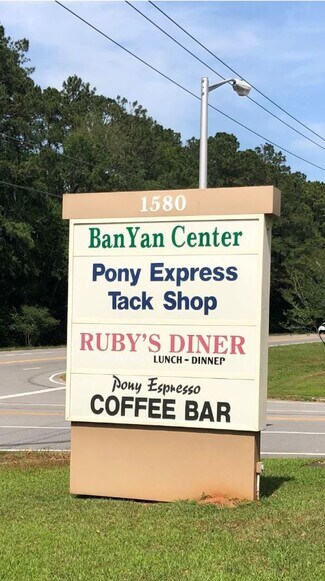 1580
BanYan Center
Pony Express
Tack Shop
RUBY'S DINER
LUNCH - DINNER
Pony Espresso
COFFEE BAR